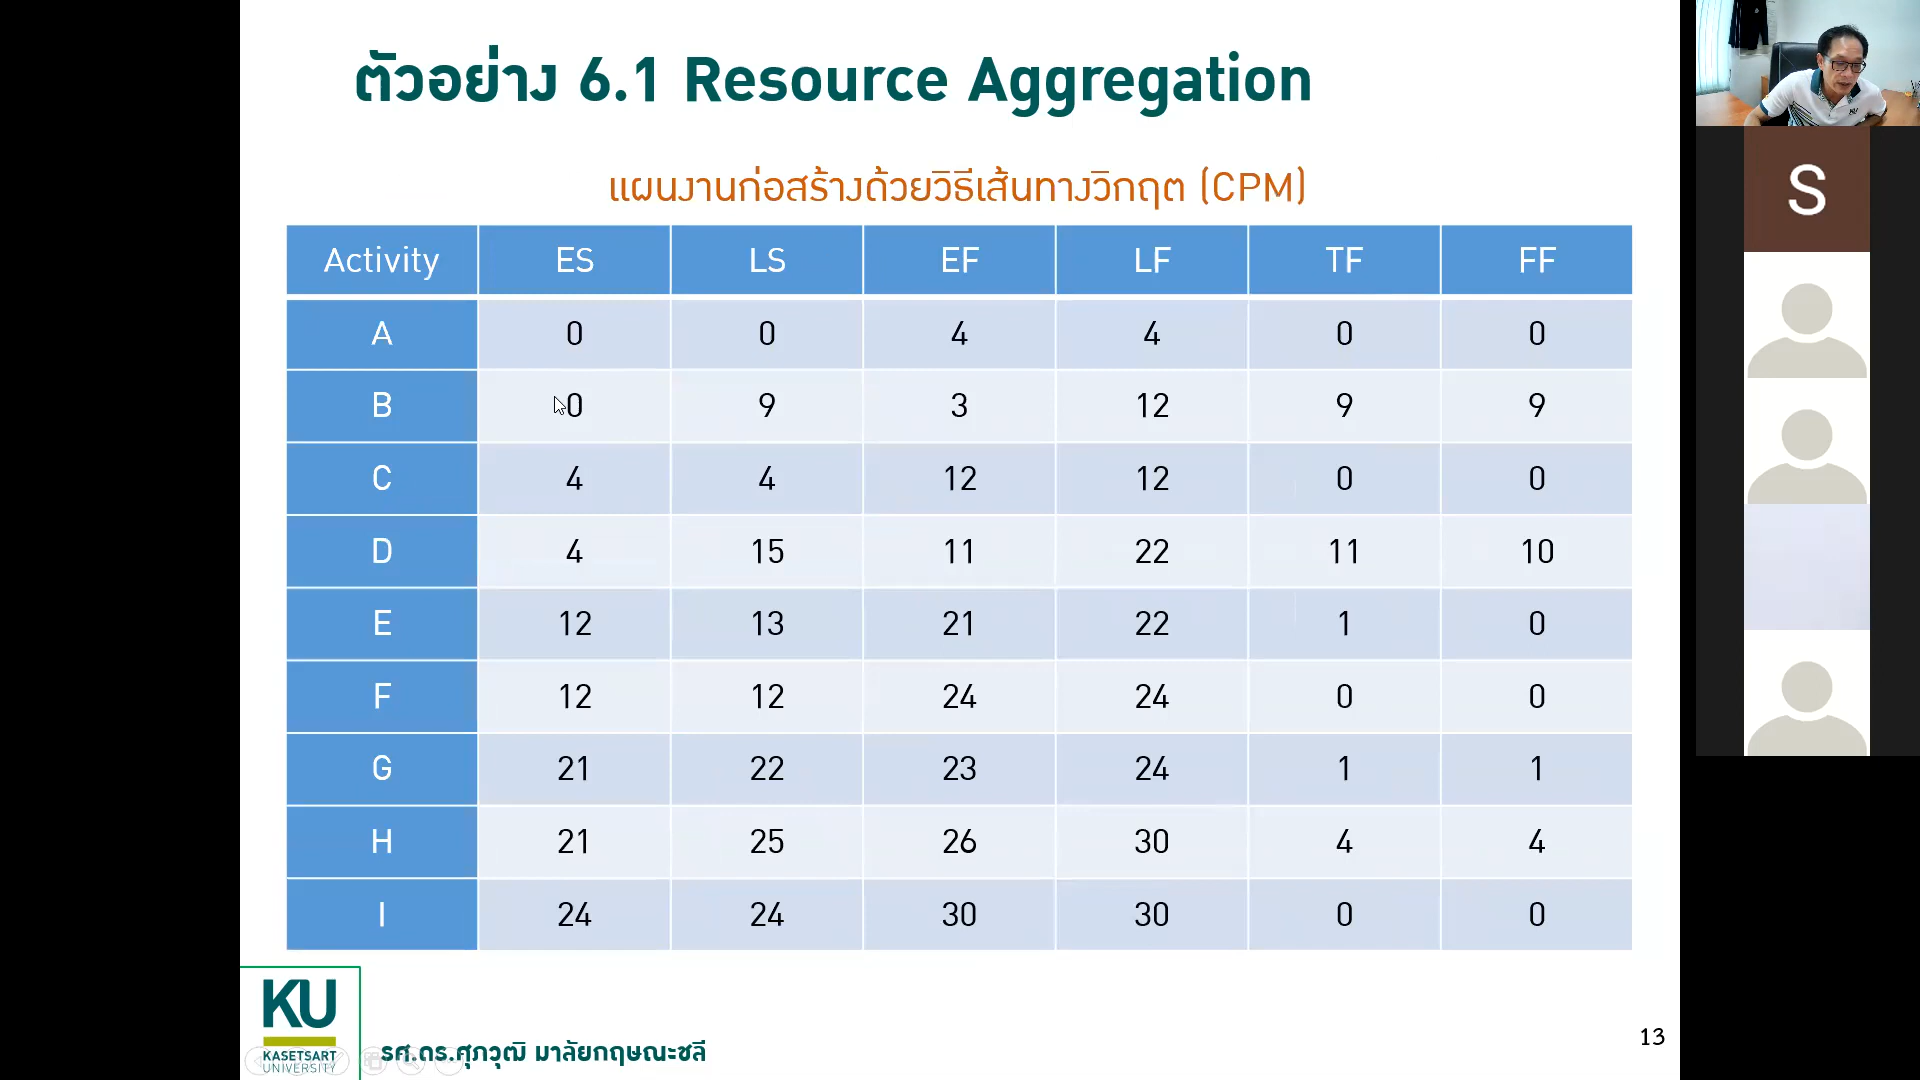 ตัวอย่าง 6.1 Resource Aggregation
แผนงานก่อสร้างด้วยวิธีเส้นทางวิกฤต (CPM)
Activity ES LS EF LF TF FF
A 0 0 4 4 0 0
B 0 9 3 12 9 9
C 4 4 12 12 0 0
D 4 15 11 22 11 10
E 12 13 21 22 1 0
F 12 12 24 24 0 0
G 21 22 23 24 1 1
H 21 25 26 30 4 4
I 24 24 30 30 0 0
KU
KASETSART
UNIVERSITY
รศ.ดร.ศุภวุฒิ มาลัยกฤษณะชลี
13
S
KU